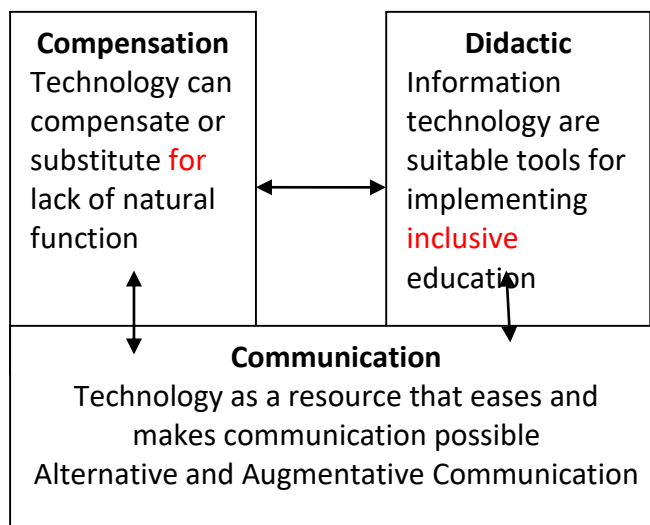 Compensation
Technology can
compensate or
substitute for
lack of natural
function
Didactic
Information
technology are
suitable tools for
implementing
inclusive
education
Communication
Technology as a resource that eases and
makes communication possible
Alternative and Augmentative Communication